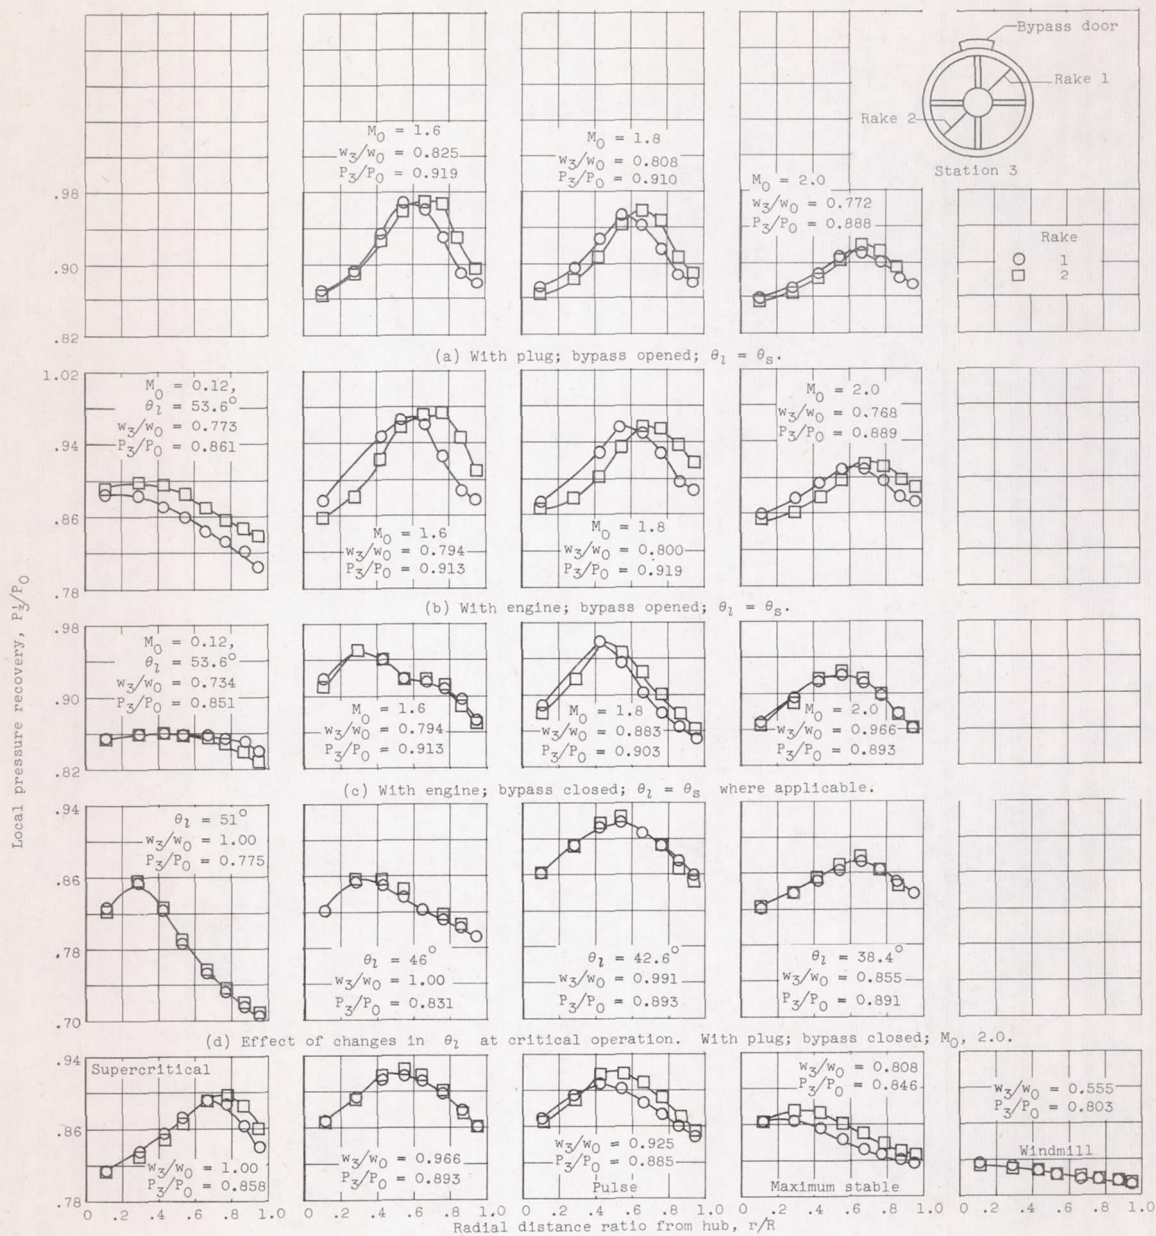 Bypass door
Rake 1
Rake 2
Station 3
Rake
1
2
Local pressure recovery, P₃'/P₀
.98
.90
.82
M₀ = 1.6
w₃/w₀ = 0.825
P₃/P₀ = 0.919
M₀ = 1.8
w₃/w₀ = 0.808
P₃/P₀ = 0.910
M₀ = 2.0
w₃/w₀ = 0.772
P₃/P₀ = 0.888
(a) With plug; bypass opened; θ_l = θ_s.
1.02
.94
.86
.78
M₀ = 0.12,
θ_l = 53.6°
w₃/w₀ = 0.773
P₃/P₀ = 0.861
M₀ = 1.6
w₃/w₀ = 0.794
P₃/P₀ = 0.913
M₀ = 1.8
w₃/w₀ = 0.800
P₃/P₀ = 0.919
M₀ = 2.0
w₃/w₀ = 0.768
P₃/P₀ = 0.889
(b) With engine; bypass opened; θ_l = θ_s.
.98
.90
.82
M₀ = 0.12,
θ_l = 53.6°
w₃/w₀ = 0.734
P₃/P₀ = 0.851
M₀ = 1.6
w₃/w₀ = 0.794
P₃/P₀ = 0.913
M₀ = 1.8
w₃/w₀ = 0.883
P₃/P₀ = 0.903
M₀ = 2.0
w₃/w₀ = 0.966
P₃/P₀ = 0.893
(c) With engine; bypass closed; θ_l = θ_s where applicable.
.94
.86
.78
.70
θ_l = 51°
w₃/w₀ = 1.00
P₃/P₀ = 0.775
θ_l = 46°
w₃/w₀ = 1.00
P₃/P₀ = 0.831
θ_l = 42.6°
w₃/w₀ = 0.991
P₃/P₀ = 0.893
θ_l = 38.4°
w₃/w₀ = 0.855
P₃/P₀ = 0.891
(d) Effect of changes in θ_l at critical operation. With plug; bypass closed; M₀, 2.0.
.94
.86
.78
Supercritical
w₃/w₀ = 1.00
P₃/P₀ = 0.858
w₃/w₀ = 0.966
P₃/P₀ = 0.893
w₃/w₀ = 0.925
P₃/P₀ = 0.885
Pulse
w₃/w₀ = 0.808
P₃/P₀ = 0.846
Maximum stable
w₃/w₀ = 0.555
P₃/P₀ = 0.803
Windmill
0 .2 .4 .6 .8 1.0
0 .2 .4 .6 .8 1.0
0 .2 .4 .6 .8 1.0
0 .2 .4 .6 .8 1.0
0 .2 .4 .6 .8 1.0
Radial distance ratio from hub, r/R